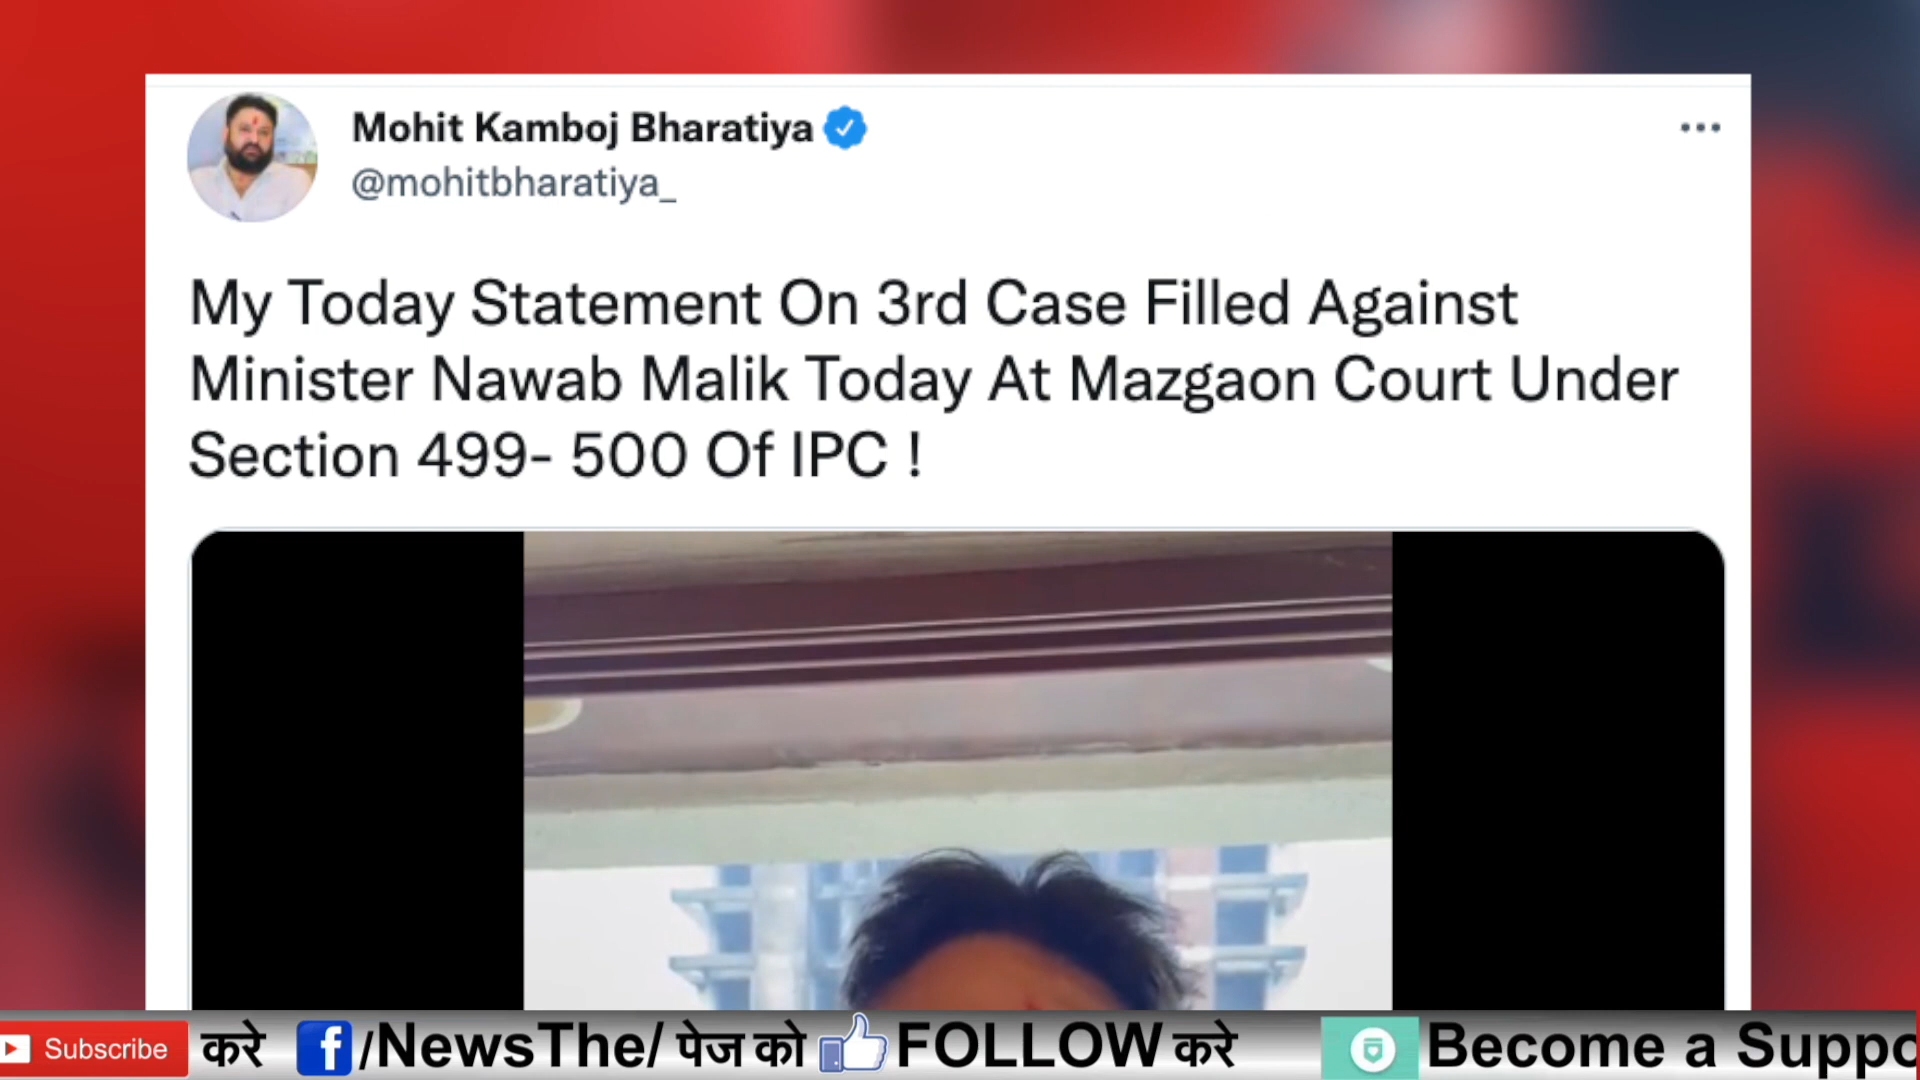 Mohit Kamboj Bharatiya
@mohitbharatiya_
My Today Statement On 3rd Case Filled Against
Minister Nawab Malik Today At Mazgaon Court Under
Section 499- 500 Of IPC !
Subscribe करे f /NewsThe/ पेज को FOLLOW करे Become a Suppo